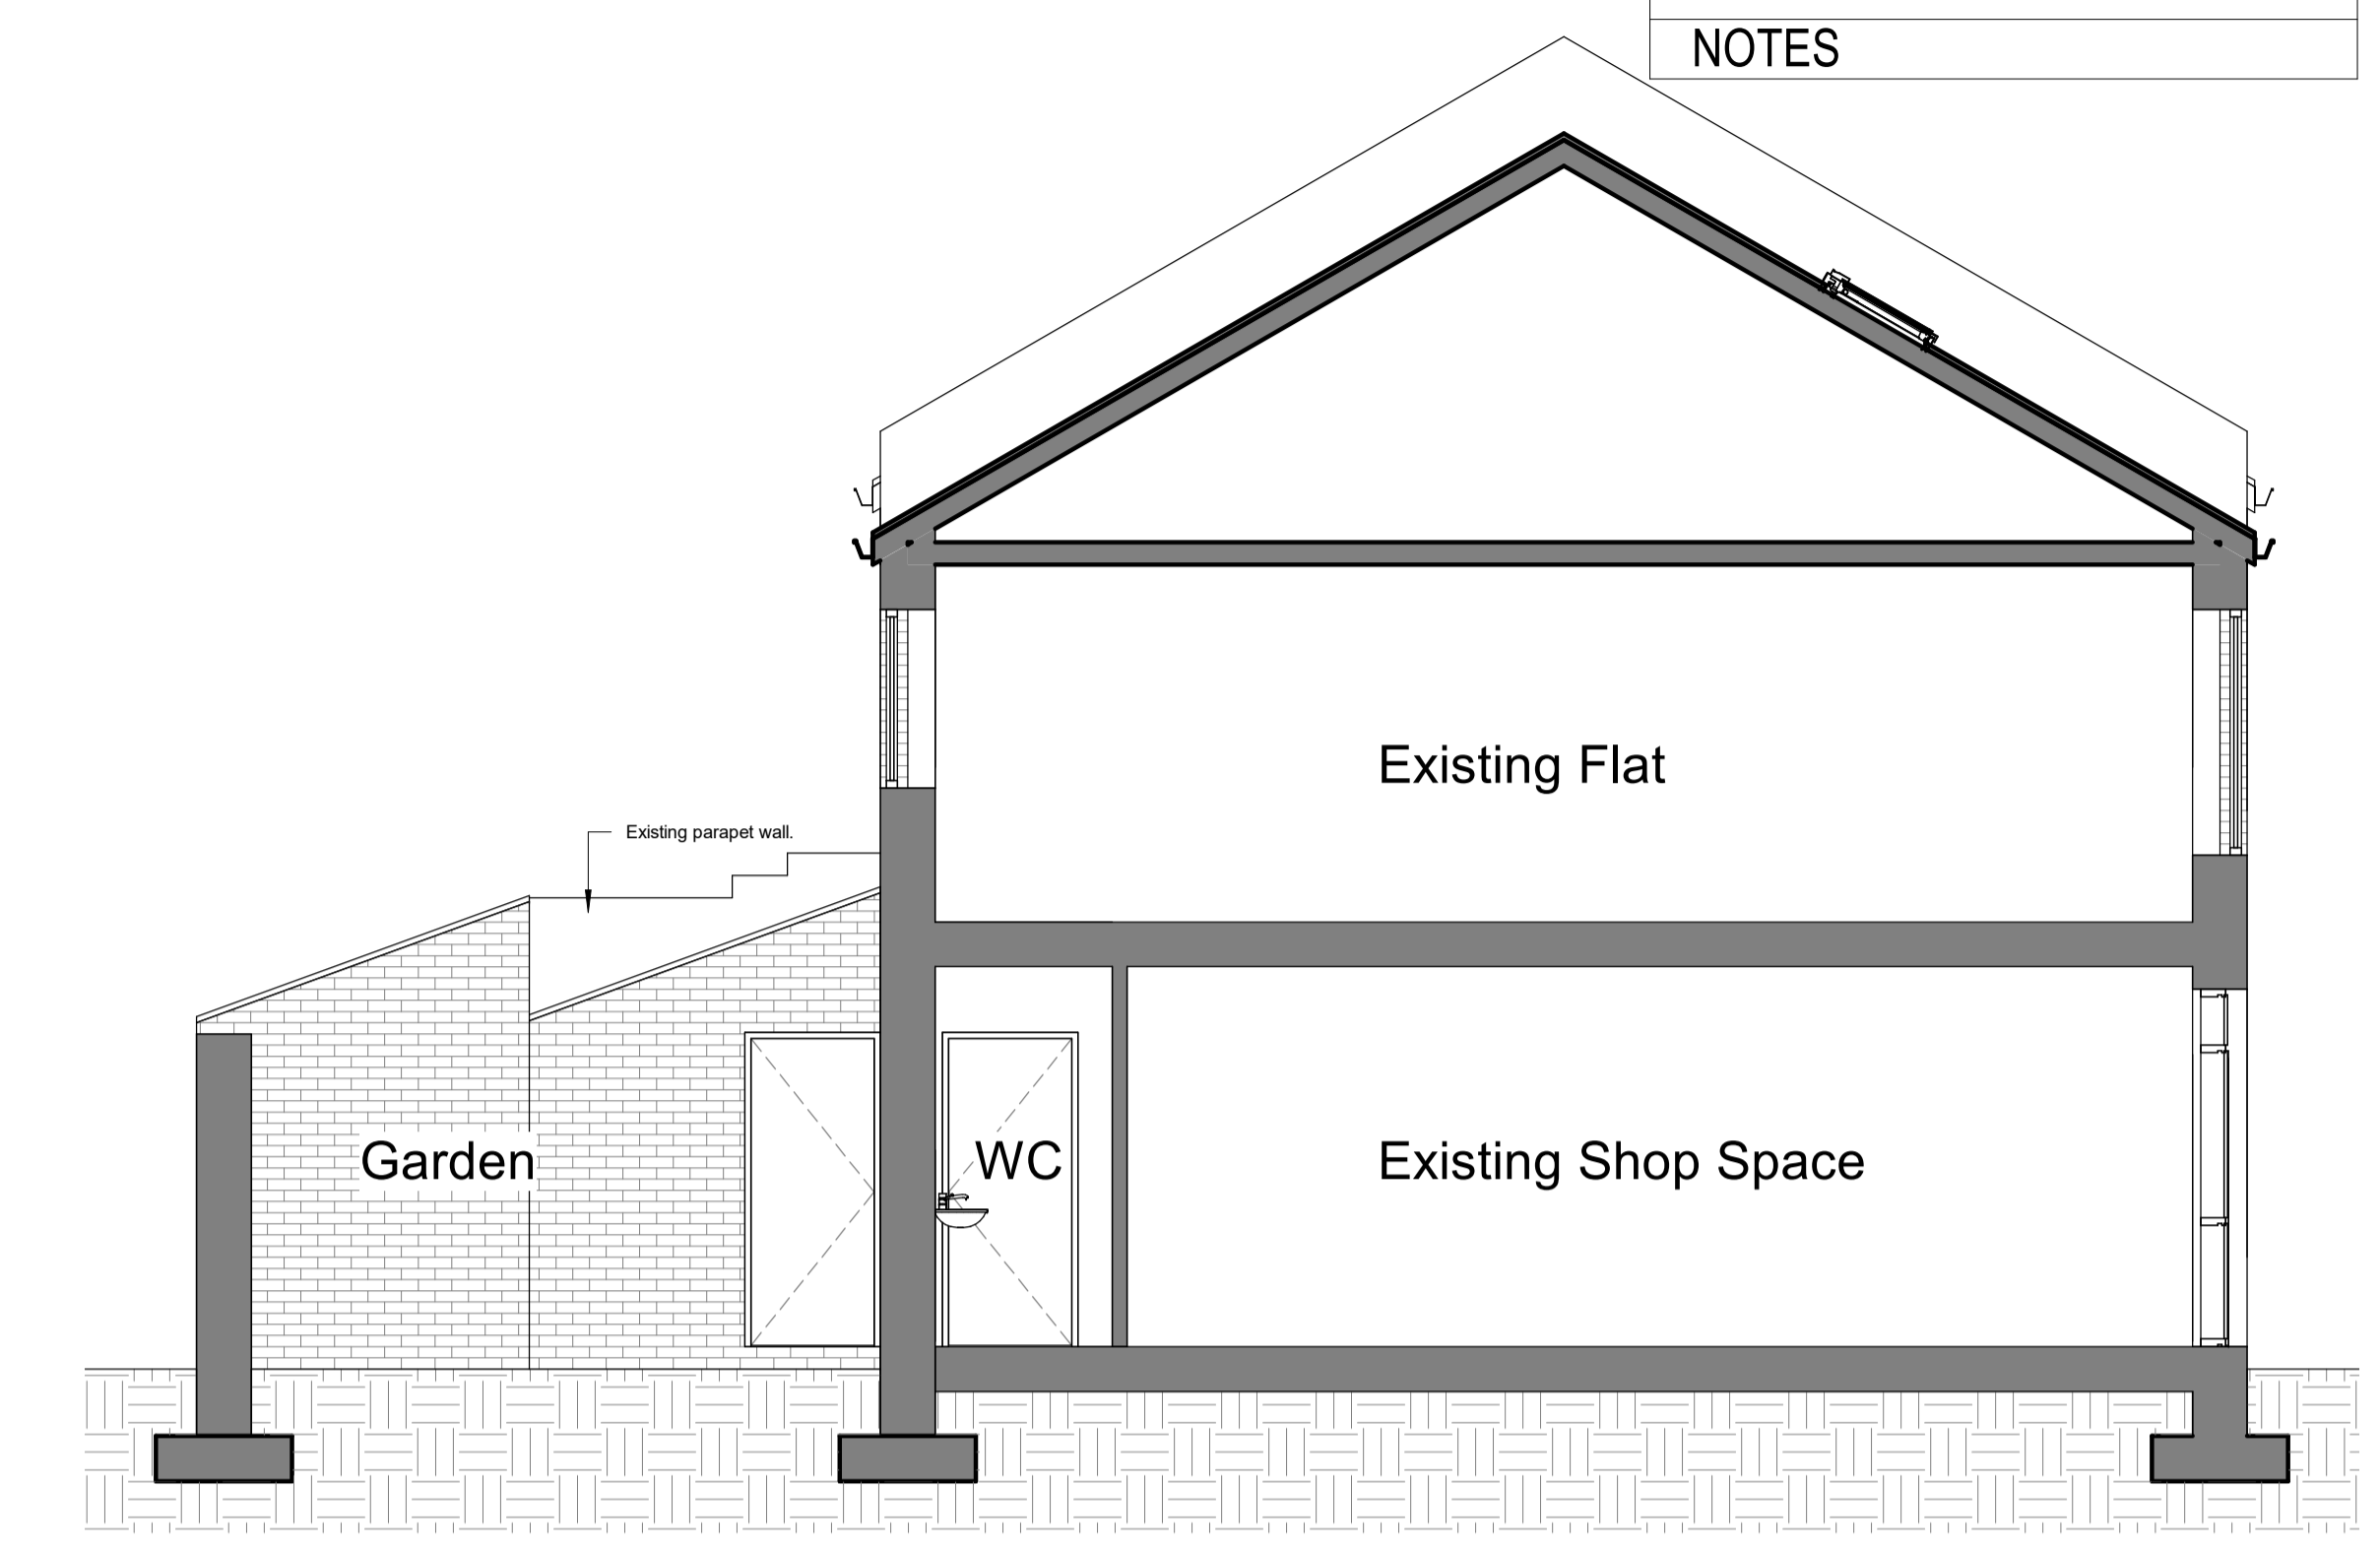 NOTES
Existing Flat
Existing parapet wall.
Garden
WC
Existing Shop Space